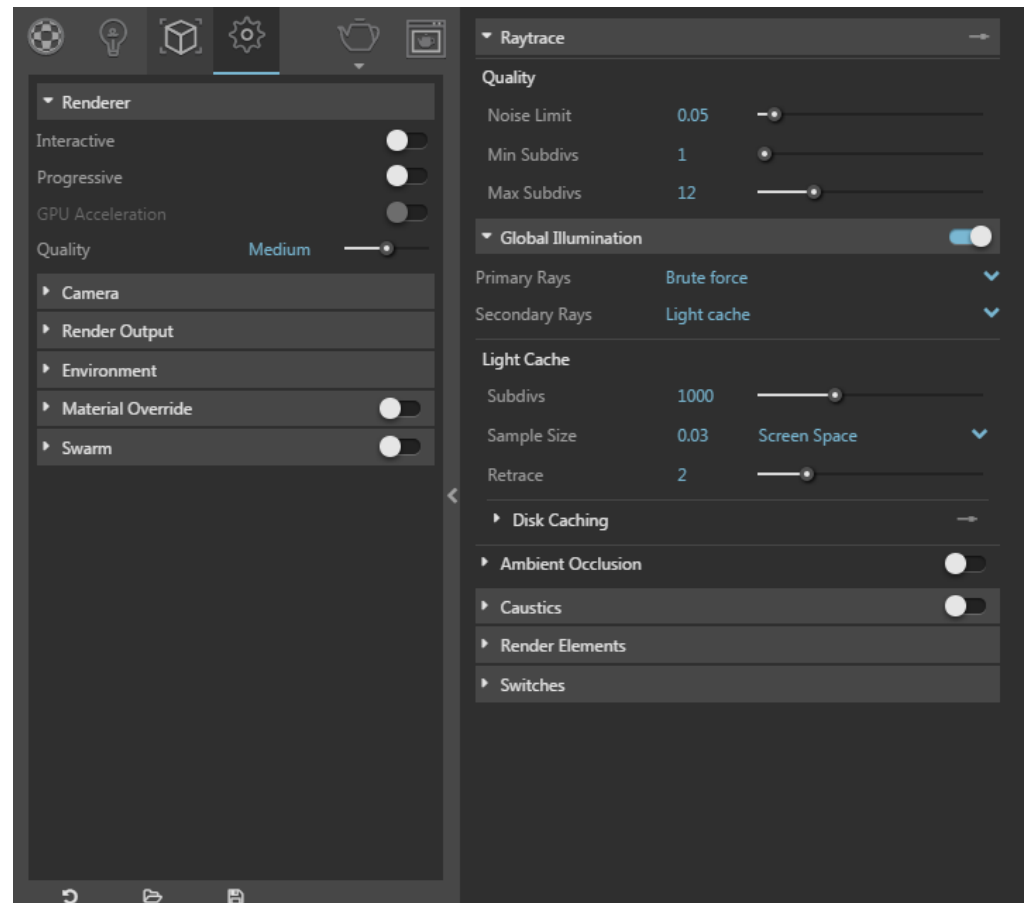 Renderer
Interactive
Progressive
GPU Acceleration
Quality Medium
Camera
Render Output
Environment
Material Override
Swarm
Raytrace
Quality
Noise Limit 0.05
Min Subdivs 1
Max Subdivs 12
Global Illumination
Primary Rays Brute force
Secondary Rays Light cache
Light Cache
Subdivs 1000
Sample Size 0.03 Screen Space
Retrace 2
Disk Caching
Ambient Occlusion
Caustics
Render Elements
Switches